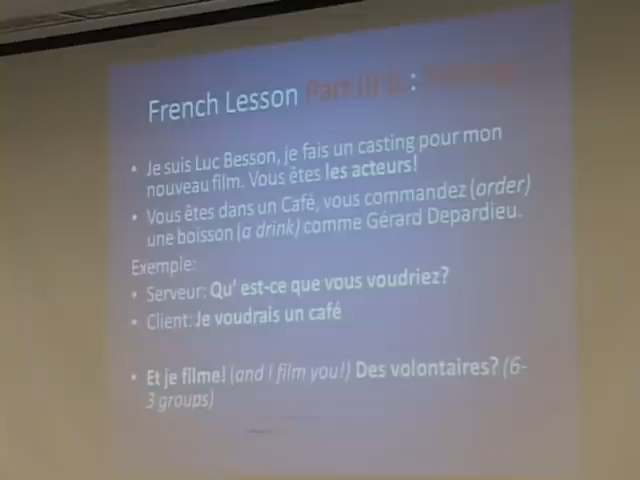 French Lesson Part III :
• Je suis Luc Besson, je fais un casting pour mon
nouveau film. Vous êtes les acteurs!
• Vous êtes dans un Café, vous commandez (order)
une boisson (a drink) comme Gérard Depardieu.
Exemple:
• Serveur: Qu' est-ce que vous voudriez?
• Client: Je voudrais un café
• Et je filme! (and I film you!) Des volontaires? (6-
3 groups)